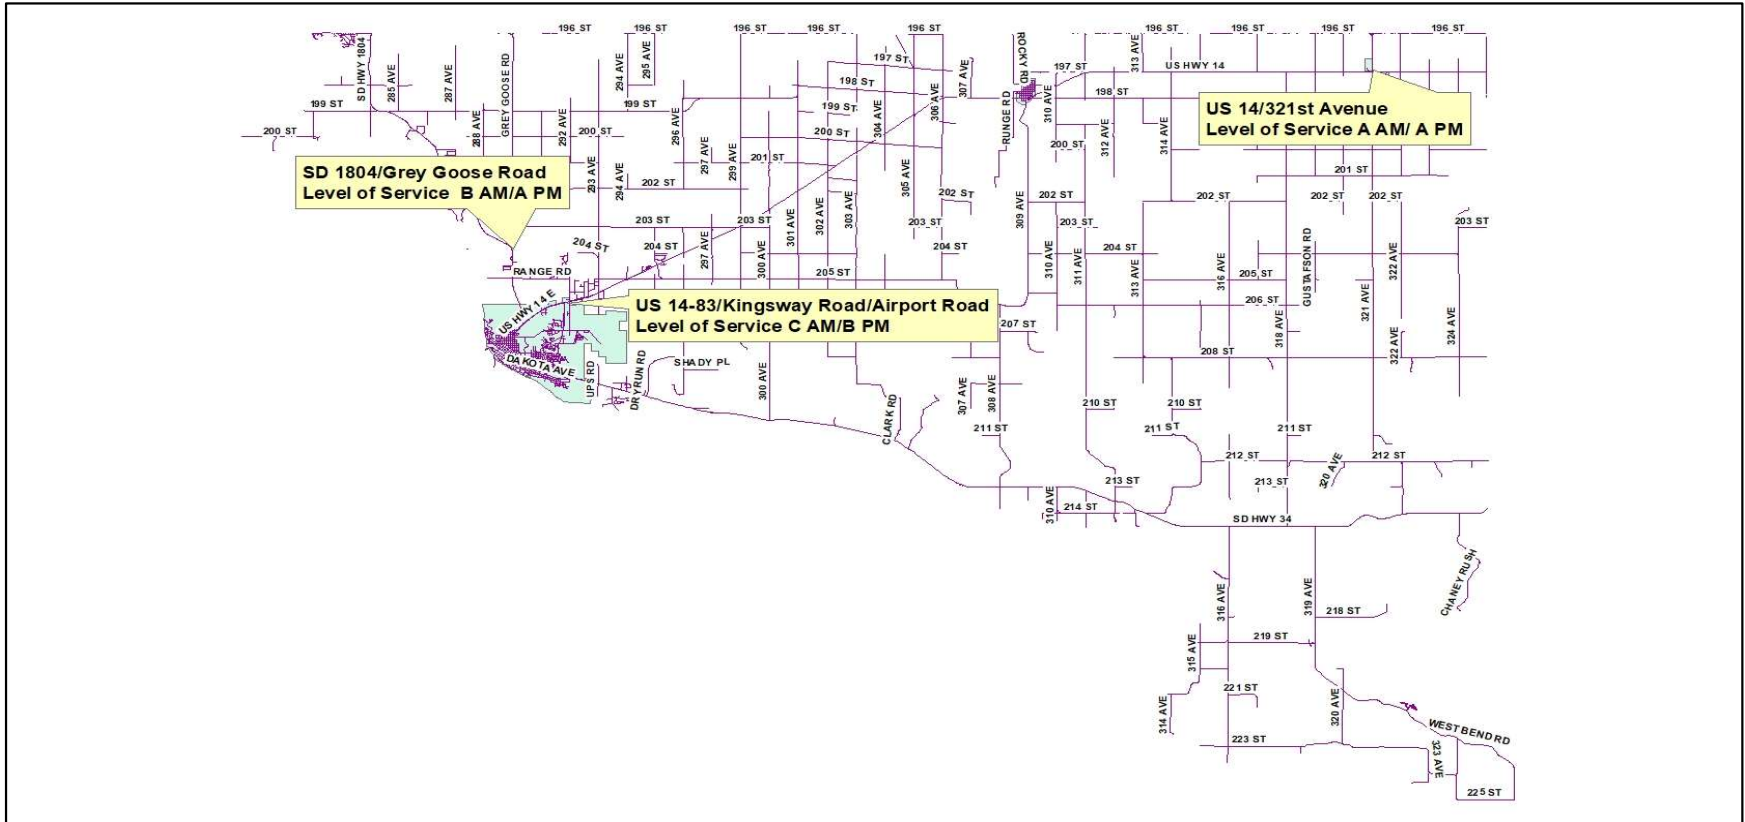 196 ST
196 ST
196 ST
196 ST
196 ST
196 ST
196 ST
196 ST
196 ST
SD HWY 1804
285 AVE
287 AVE
GREY GOOSE RD
294 AVE
295 AVE
197 ST
198 ST
199 ST
304 AVE
306 AVE
307 AVE
ROCKY RD
RUNGE RD
310 AVE
197 ST
313 AVE
US HWY 14
198 ST
199 ST
199 ST
200 ST
288 AVE
292 AVE
200 ST
296 AVE
200 ST
200 ST
312 AVE
314 AVE
US 14/321st Avenue
Level of Service A AM/ A PM
SD 1804/Grey Goose Road
Level of Service  B AM/A PM
293 AVE
294 AVE
297 AVE
299 AVE
201 ST
201 ST
202 ST
305 AVE
202 ST
202 ST
202 ST
202 ST
202 ST
203 ST
203 ST
301 AVE
302 AVE
303 AVE
203 ST
309 AVE
203 ST
203 ST
204 ST
204 ST
297 AVE
300 AVE
204 ST
310 AVE
311 AVE
204 ST
313 AVE
316 AVE
GUSTAFSON RD
322 AVE
RANGE RD
205 ST
205 ST
US HWY 14 E
US 14-83/Kingsway Road/Airport Road
Level of Service C AM/B PM
206 ST
321 AVE
207 ST
318 AVE
322 AVE
324 AVE
DAKOTA AVE
UPS RD
DRY RUN RD
SHADY PL
300 AVE
208 ST
CLARK RD
307 AVE
308 AVE
210 ST
210 ST
211 ST
211 ST
211 ST
212 ST
320 AVE
212 ST
213 ST
213 ST
310 AVE
214 ST
SD HWY 34
CHANEY RUSH
316 AVE
319 AVE
218 ST
315 AVE
219 ST
314 AVE
221 ST
320 AVE
223 ST
WEST BEND RD
323 AVE
225 ST